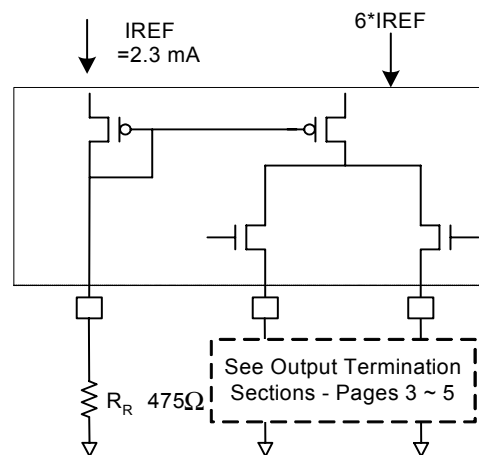 IREF
=2.3 mA
6*IREF
See Output Termination
Sections - Pages 3 ~ 5
RR 475Ω